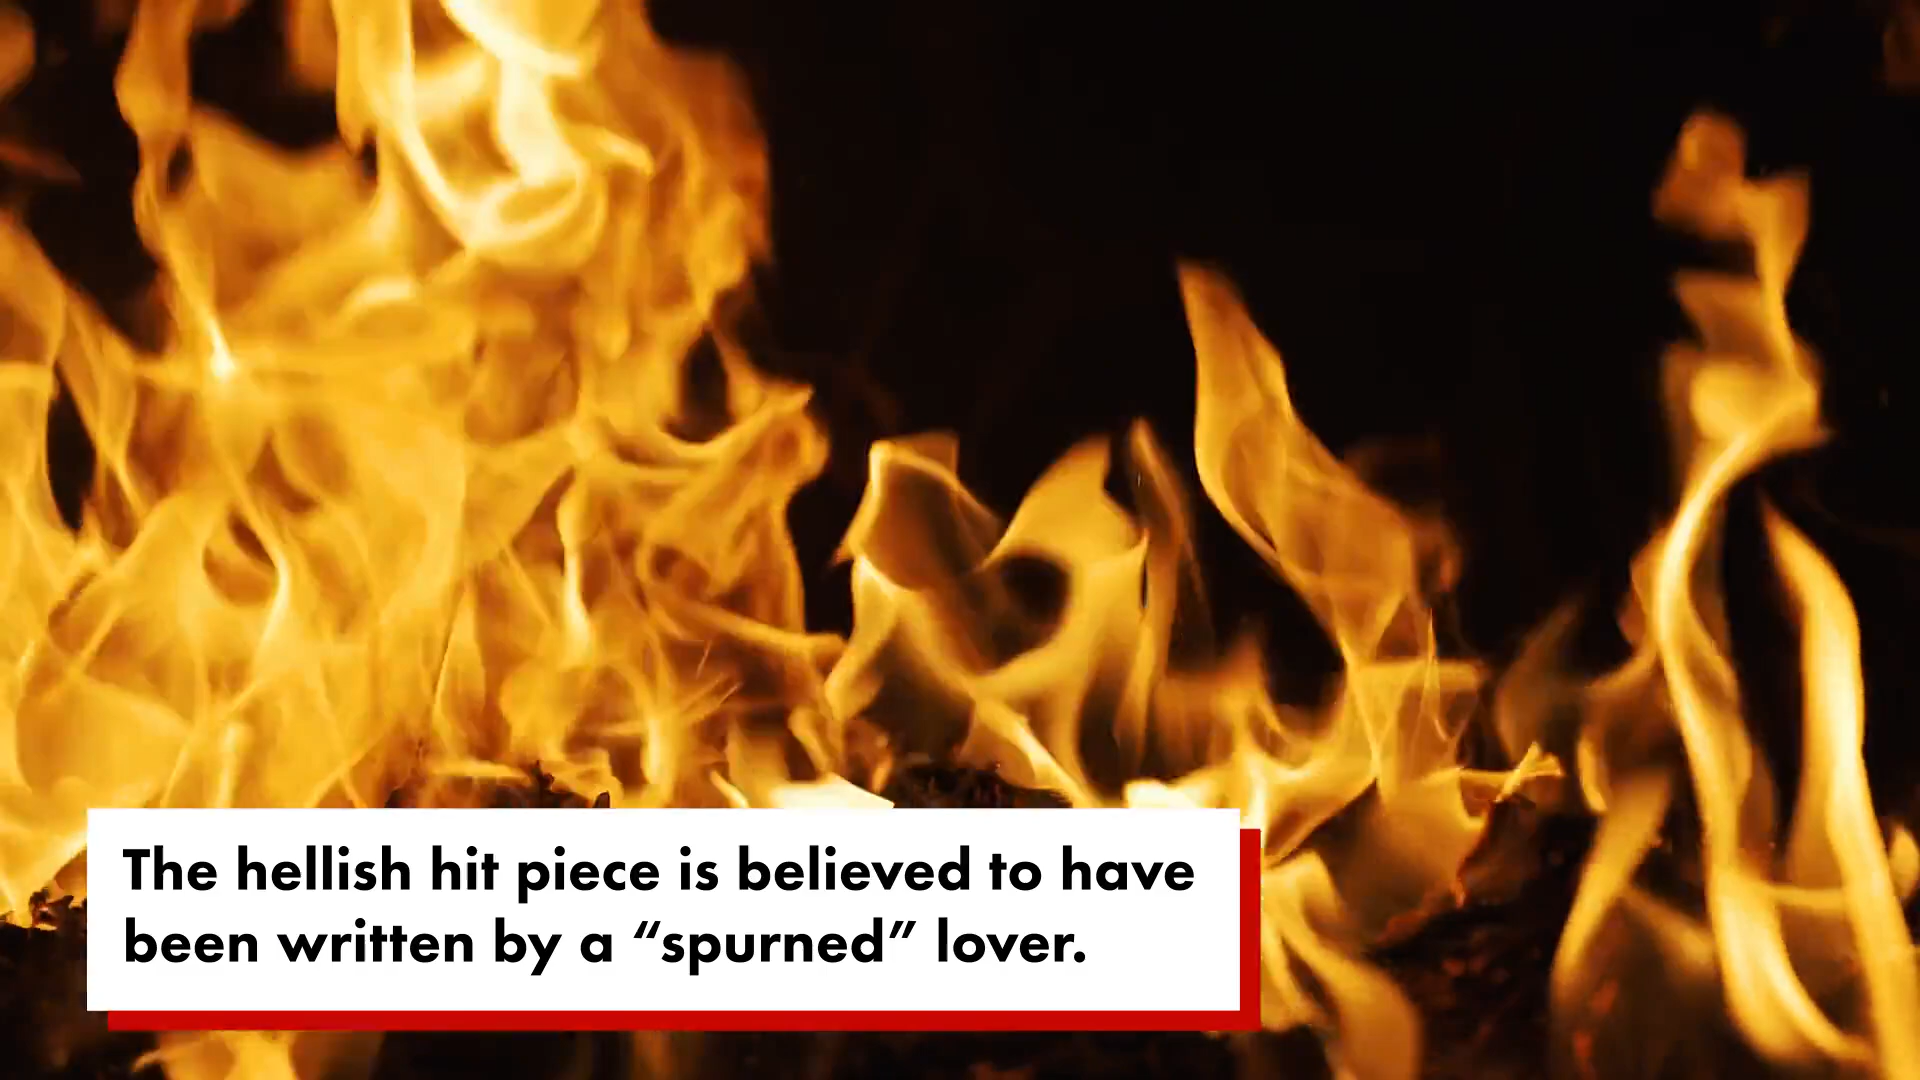 The hellish hit piece is believed to have
been written by a “spurned” lover.